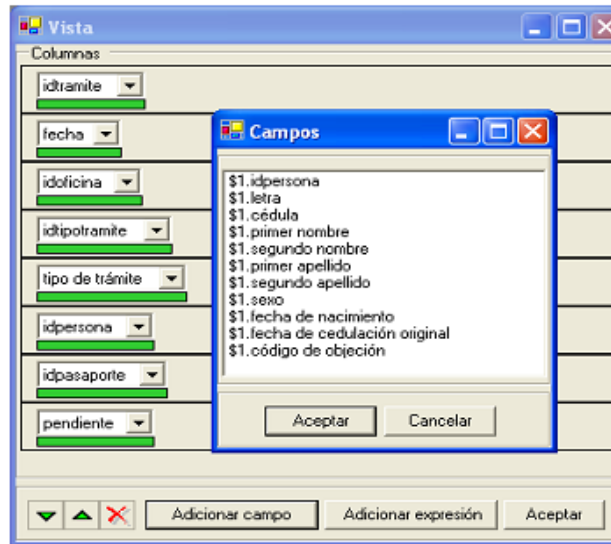 Vista
Columnas
idtramite
fecha
idoficina
idtipotramite
tipo de trámite
idpersona
idpasaporte
pendiente
Campos
$1.idpersona
$1.letra
$1.cédula
$1.primer nombre
$1.segundo nombre
$1.primer apellido
$1.segundo apellido
$1.sexo
$1.fecha de nacimiento
$1.fecha de cedulación original
$1.código de objeción
Aceptar Cancelar
Adicionar campo Adicionar expresión Aceptar